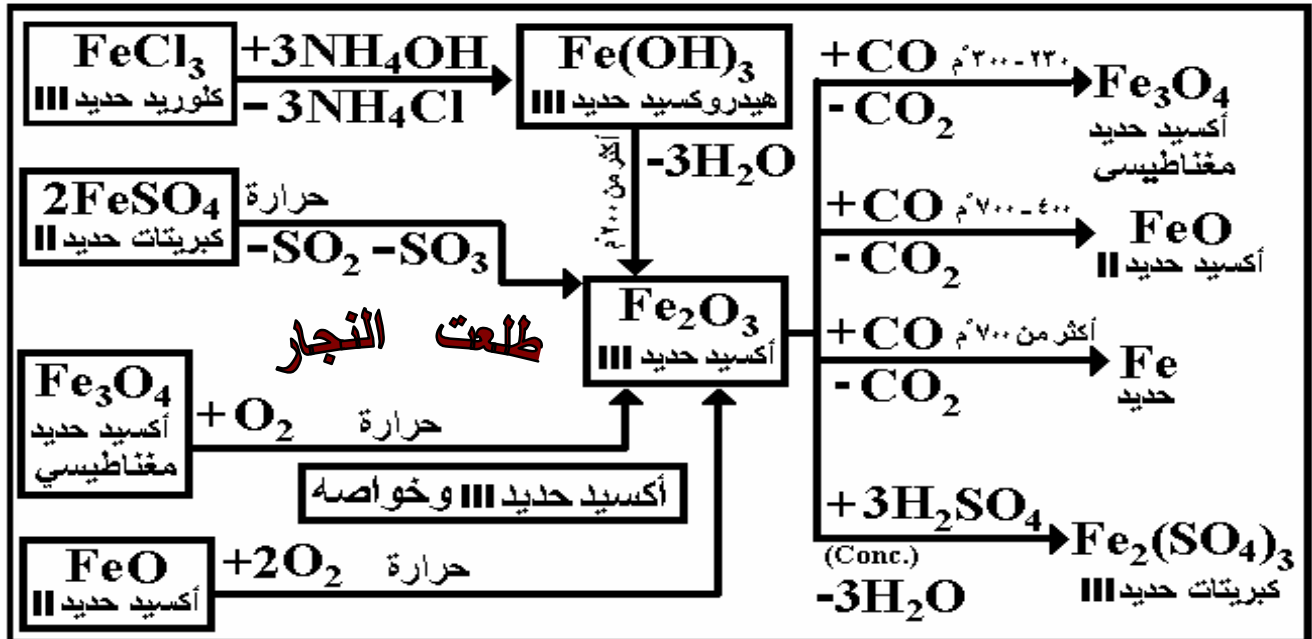 FeCl₃
كلوريد حديد III
+3NH₄OH
– 3NH₄Cl
Fe(OH)₃
هيدروكسيد حديد III
أكثر من ٢٠٠°م
-3H₂O
2FeSO₄
كبريتات حديد II
حرارة
–SO₂ –SO₃
Fe₂O₃
أكسيد حديد III
طلعت النجار
Fe₃O₄
أكسيد حديد
مغناطيسي
+ O₂ حرارة
أكسيد حديد III وخواصه
FeO
أكسيد حديد II
+2O₂ حرارة
+ CO ٢٣٠ - ٣٠٠°م
- CO₂
Fe₃O₄
أكسيد حديد
مغناطيسى
+ CO ٤٠٠ - ٧٠٠°م
- CO₂
FeO
أكسيد حديد II
+ CO أكثر من ٧٠٠°م
- CO₂
Fe
حديد
+ 3H₂SO₄
(Conc.)
-3H₂O
Fe₂(SO₄)₃
كبريتات حديد III